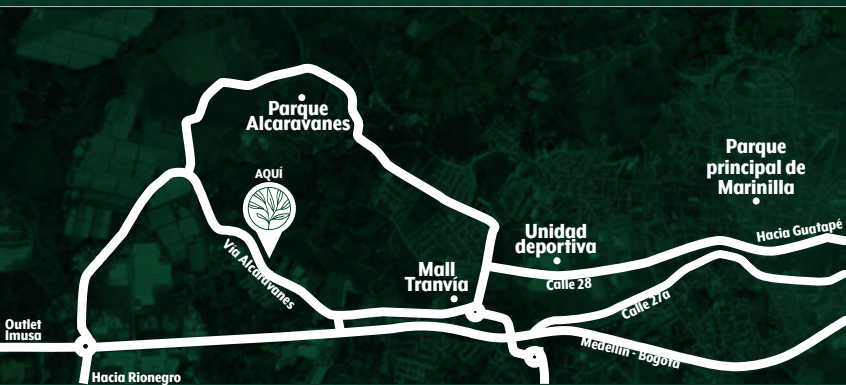 Parque
Alcaravanes
AQUÍ
Parque
principal de
Marinilla
Hacia Guatapé
Unidad
deportiva
Calle 28
Mall
Tranvía
Calle 27a
Vía Alcaravanes
Medellín - Bogotá
Outlet
Imusa
Hacia Rionegro